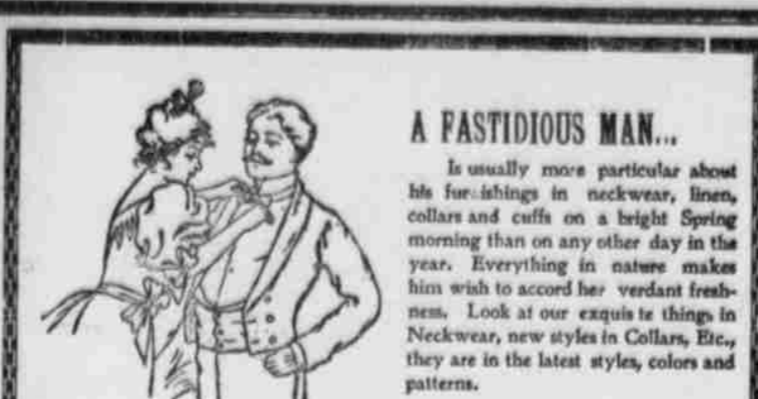 A FASTIDIOUS MAN...
Is usually more particular about
his furnishings in neckwear, linen,
collars and cuffs on a bright Spring
morning than on any other day in the
year. Everything in nature makes
him wish to accord her verdant fresh-
ness. Look at our exquisite things in
Neckwear, new styles in Collars, Etc.,
they are in the latest styles, colors and
patterns.